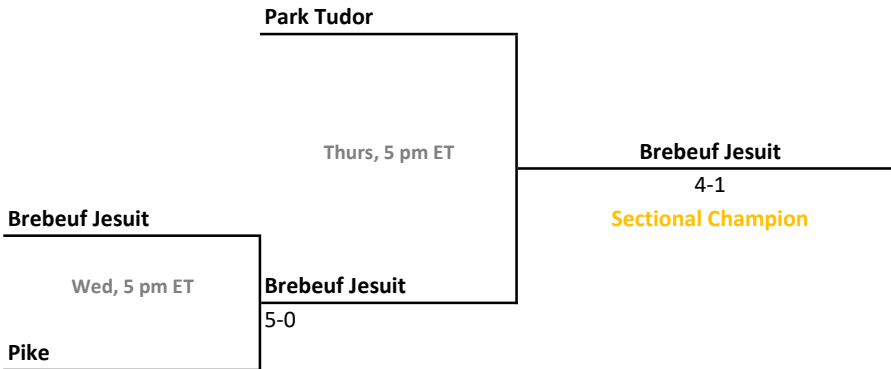 Park Tudor
Thurs, 5 pm ET
Brebeuf Jesuit
4-1
Brebeuf Jesuit
Sectional Champion
Wed, 5 pm ET
Brebeuf Jesuit
5-0
Pike